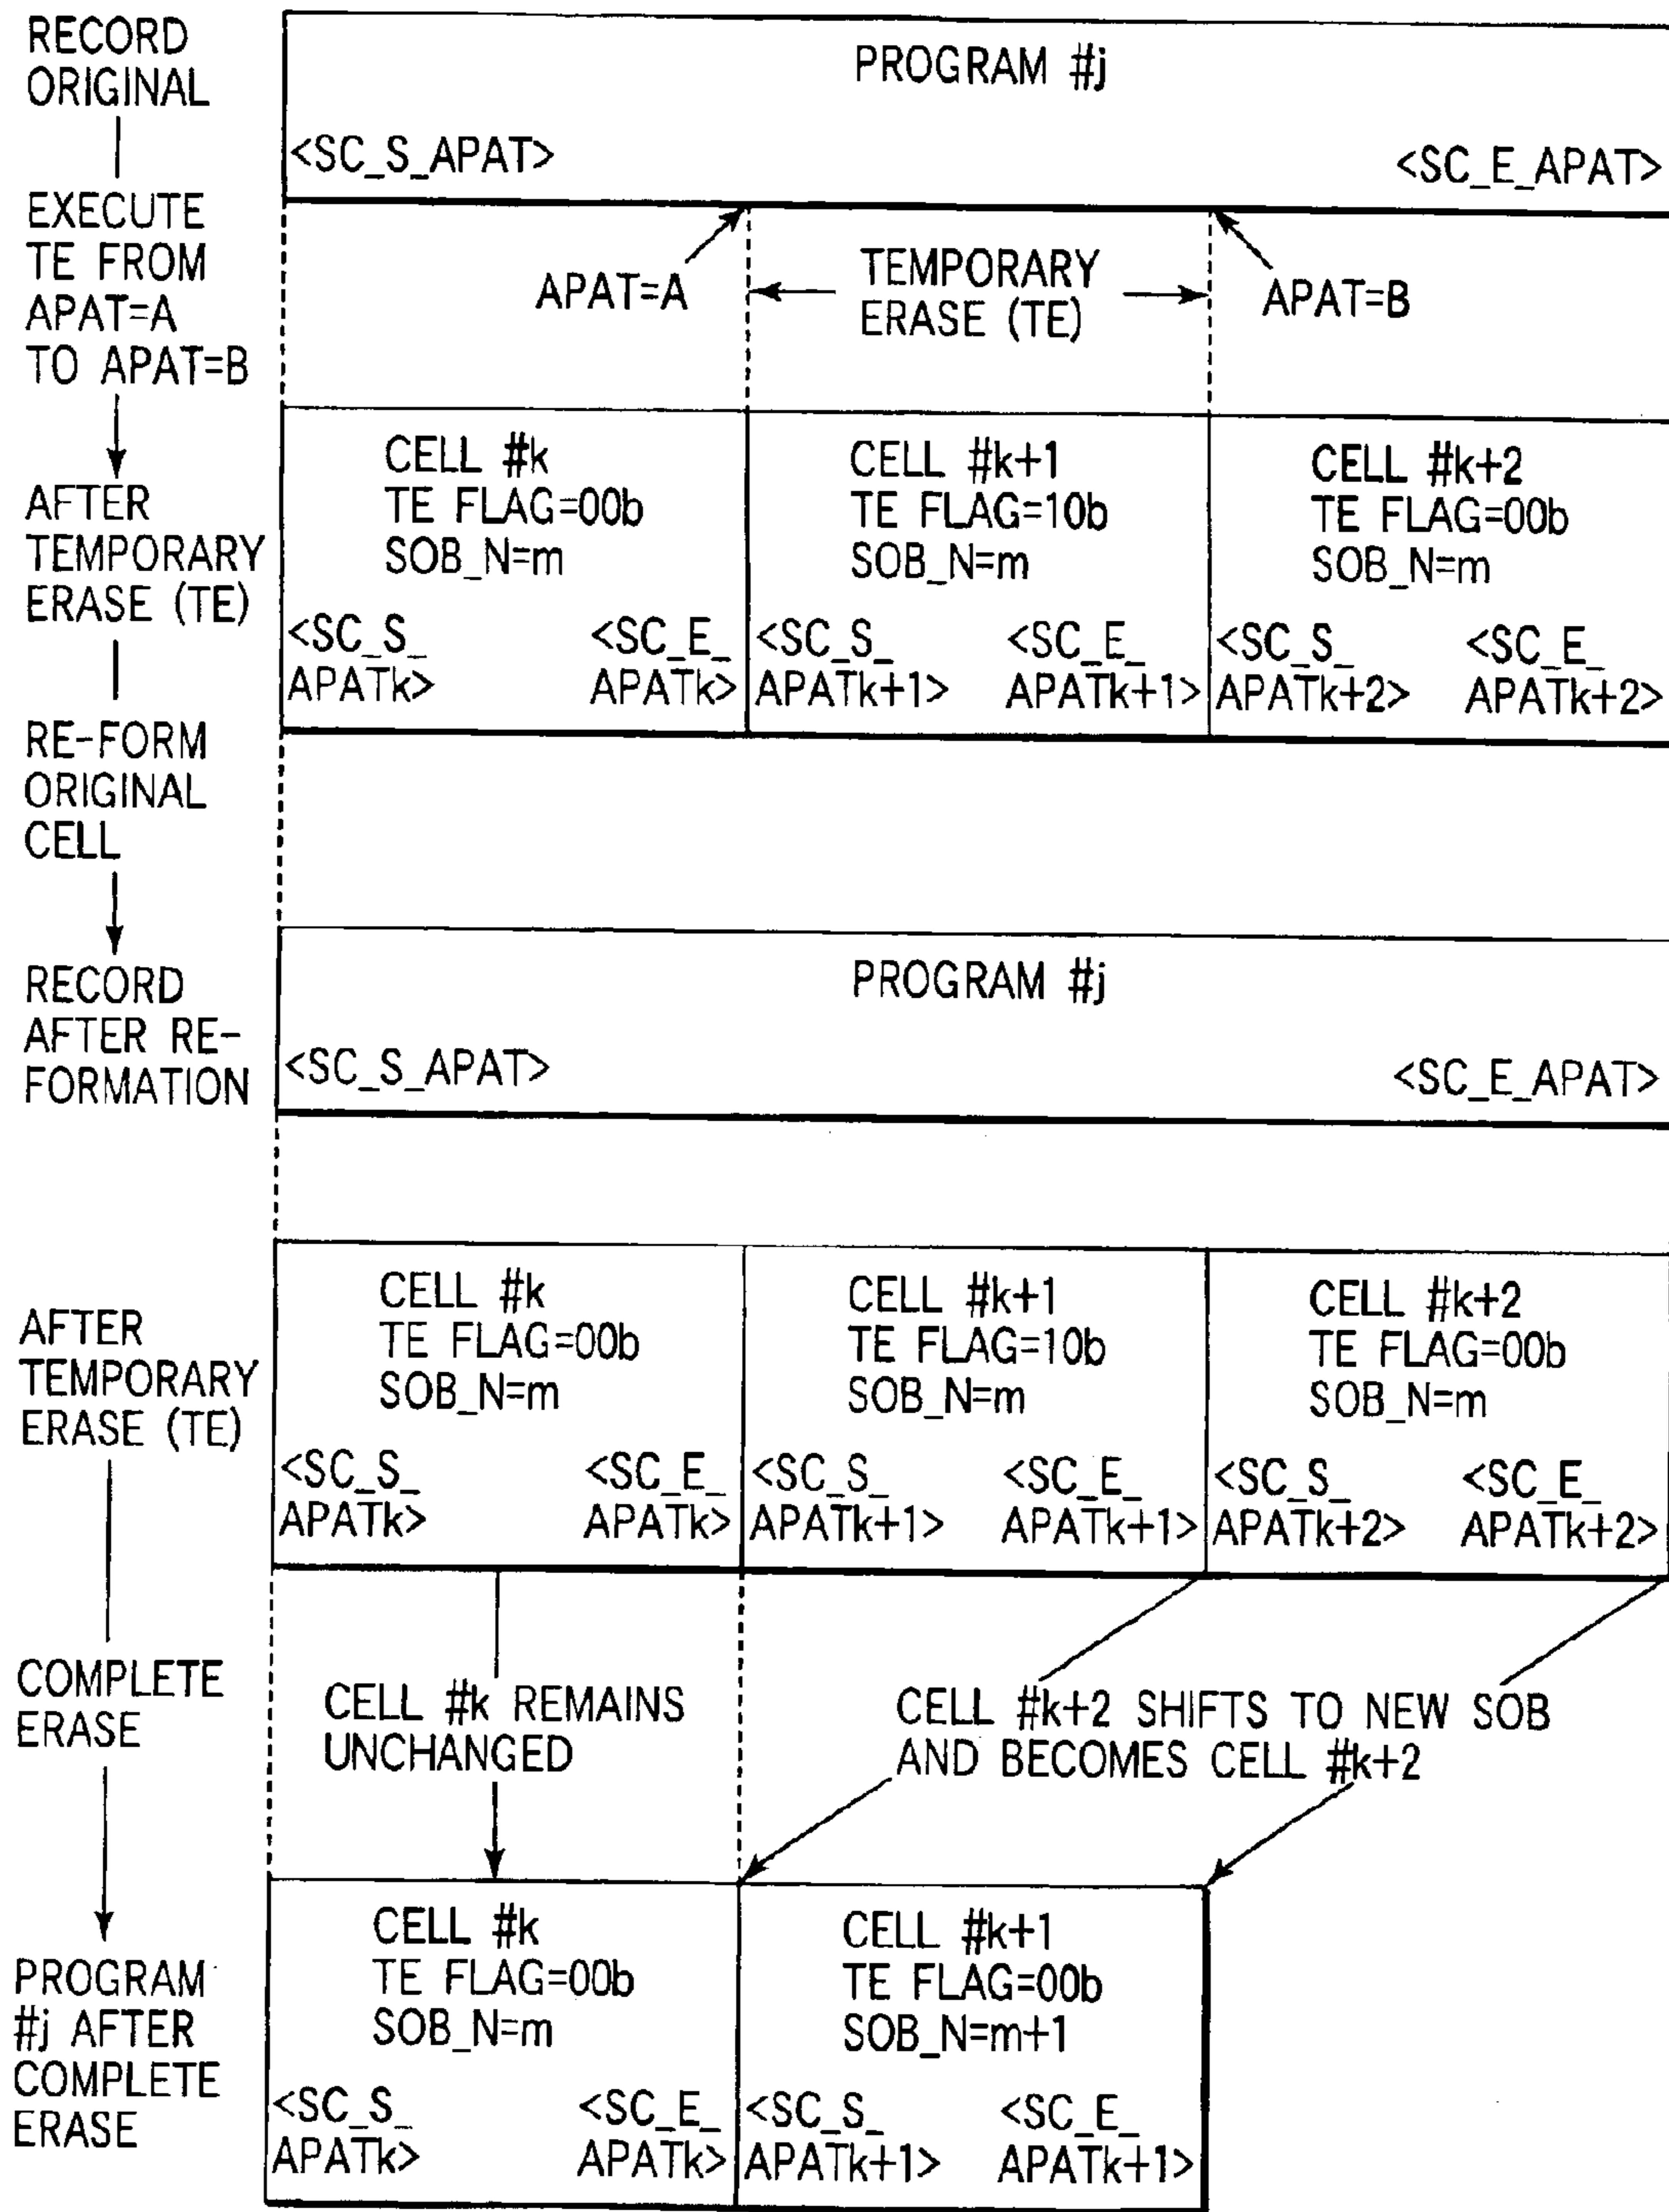 RECORD
ORIGINAL
PROGRAM #j
<SC_S_APAT>
<SC_E_APAT>
EXECUTE
TE FROM
APAT=A
TO APAT=B
APAT=A
TEMPORARY
ERASE (TE)
APAT=B
AFTER
TEMPORARY
ERASE (TE)
CELL #k
TE FLAG=00b
SOB_N=m
<SC_S_
APATk>
<SC_E_
APATk>
CELL #k+1
TE FLAG=10b
SOB_N=m
<SC_S_
APATk+1>
<SC_E_
APATk+1>
CELL #k+2
TE FLAG=00b
SOB_N=m
<SC_S_
APATk+2>
<SC_E_
APATk+2>
RE-FORM
ORIGINAL
CELL
RECORD
AFTER RE-
FORMATION
PROGRAM #j
<SC_S_APAT>
<SC_E_APAT>
AFTER
TEMPORARY
ERASE (TE)
CELL #k
TE FLAG=00b
SOB_N=m
<SC_S_
APATk>
<SC_E_
APATk>
CELL #k+1
TE FLAG=10b
SOB_N=m
<SC_S_
APATk+1>
<SC_E_
APATk+1>
CELL #k+2
TE FLAG=00b
SOB_N=m
<SC_S_
APATk+2>
<SC_E_
APATk+2>
COMPLETE
ERASE
CELL #k REMAINS
UNCHANGED
CELL #k+2 SHIFTS TO NEW SOB
AND BECOMES CELL #k+2
PROGRAM
#j AFTER
COMPLETE
ERASE
CELL #k
TE FLAG=00b
SOB_N=m
<SC_S_
APATk>
<SC_E_
APATk>
CELL #k+1
TE FLAG=00b
SOB_N=m+1
<SC_S_
APATk+1>
<SC_E_
APATk+1>